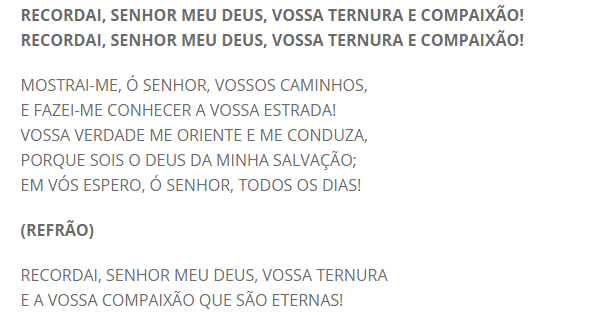 RECORDAI, SENHOR MEU DEUS, VOSSA TERNURA E COMPAIXÃO!
RECORDAI, SENHOR MEU DEUS, VOSSA TERNURA E COMPAIXÃO!
MOSTRAI-ME, Ó SENHOR, VOSSOS CAMINHOS,
E FAZEI-ME CONHECER A VOSSA ESTRADA!
VOSSA VERDADE ME ORIENTE E ME CONDUZA,
PORQUE SOIS O DEUS DA MINHA SALVAÇÃO;
EM VÓS ESPERO, Ó SENHOR, TODOS OS DIAS!
(REFRÃO)
RECORDAI, SENHOR MEU DEUS, VOSSA TERNURA
E A VOSSA COMPAIXÃO QUE SÃO ETERNAS!